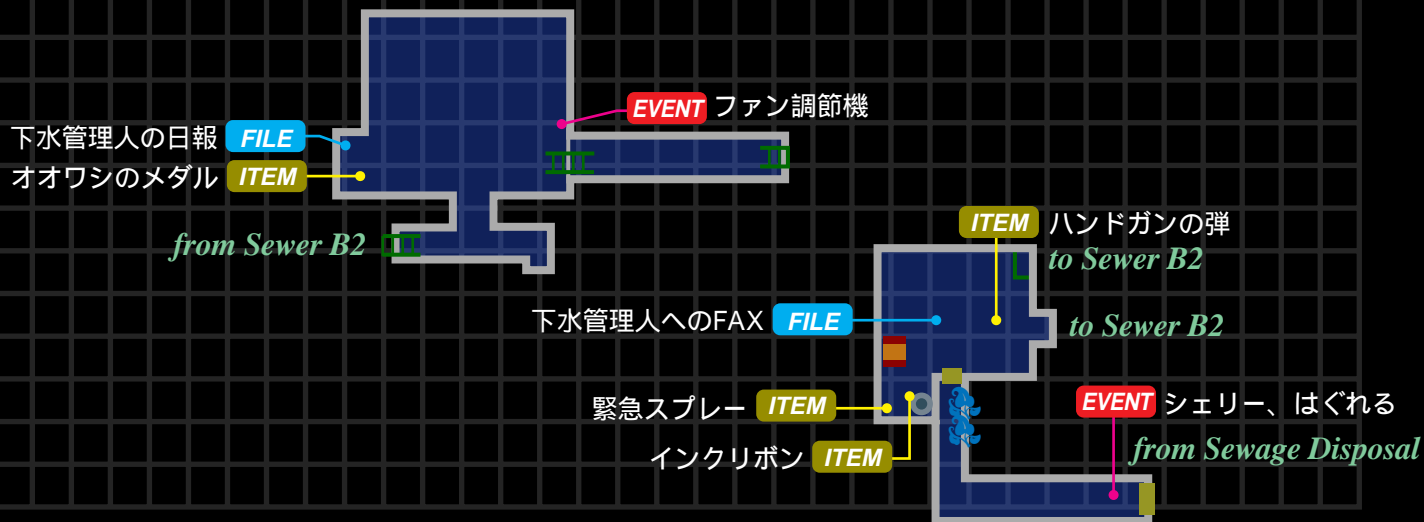 EVENT ファン調節機
下水管理人の日報 FILE
オオワシのメダル ITEM
from Sewer B2
ITEM ハンドガンの弾
to Sewer B2
下水管理人へのFAX FILE
to Sewer B2
緊急スプレー ITEM
EVENT シェリー、はぐれる
インクリボン ITEM
from Sewage Disposal